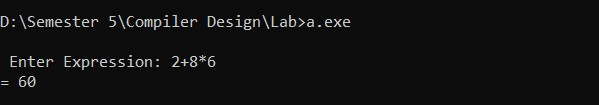 D:\Semester 5\Compiler Design\Lab>a.exe
Enter Expression: 2+8*6
= 60